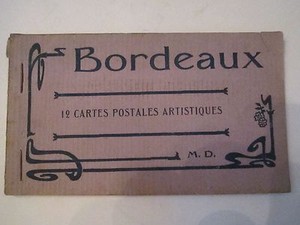 Bordeaux
12 CARTES POSTALES ARTISTIQUES
M. D.